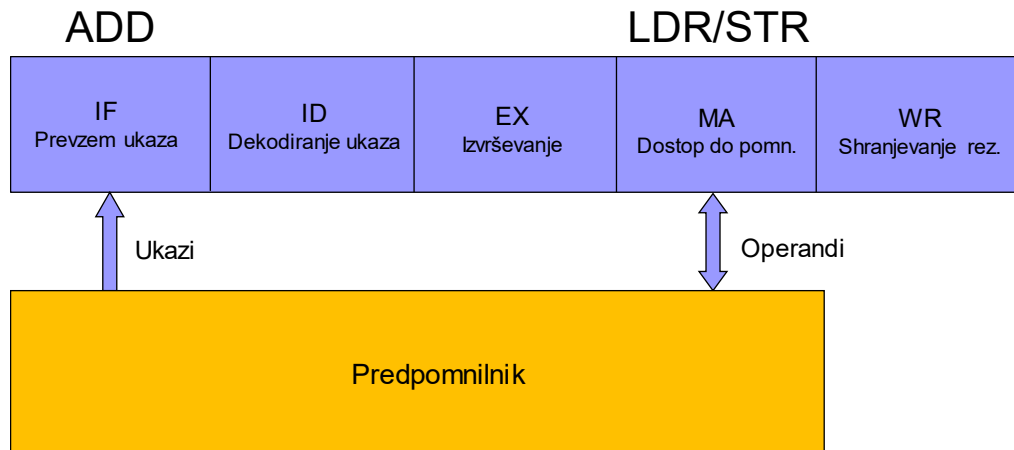 ADD
LDR/STR
IF
Prevzem ukaza
ID
Dekodiranje ukaza
EX
Izvrševanje
MA
Dostop do pomn.
WR
Shranjevanje rez.
Ukazi
Operandi
Predpomnilnik